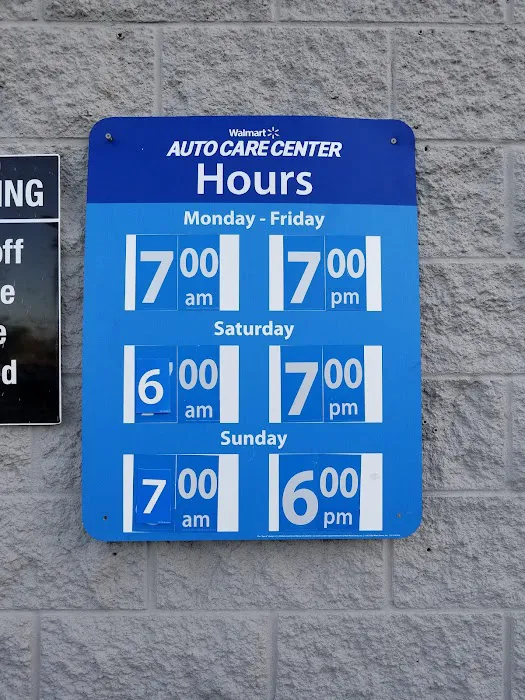 Walmart
AUTO CARE CENTER
Hours
Monday - Friday
7 00 am 7 00 pm
Saturday
6 00 am 7 00 pm
Sunday
7 00 am 6 00 pm
ING
off
e
e
d